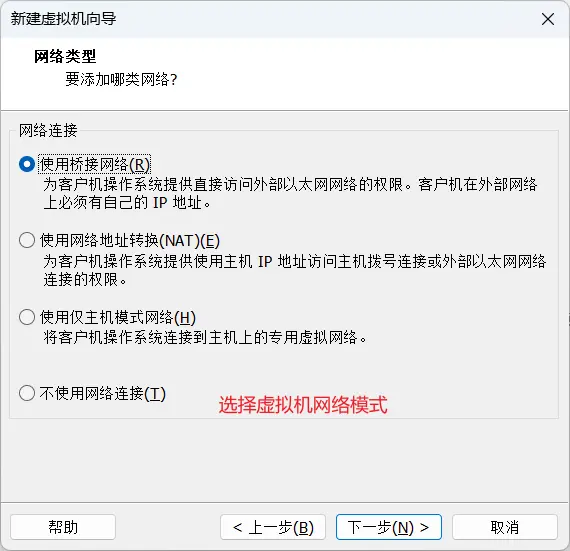 新建虚拟机向导
网络类型
要添加哪类网络?
网络连接
使用桥接网络(R)
为客户机操作系统提供直接访问外部以太网网络的权限。客户机在外部网络
上必须有自己的 IP 地址。
使用网络地址转换(NAT)(E)
为客户机操作系统提供使用主机 IP 地址访问主机拨号连接或外部以太网网络
连接的权限。
使用仅主机模式网络(H)
将客户机操作系统连接到主机上的专用虚拟网络。
不使用网络连接(T)
选择虚拟机网络模式
帮助
< 上一步(B)
下一步(N) >
取消